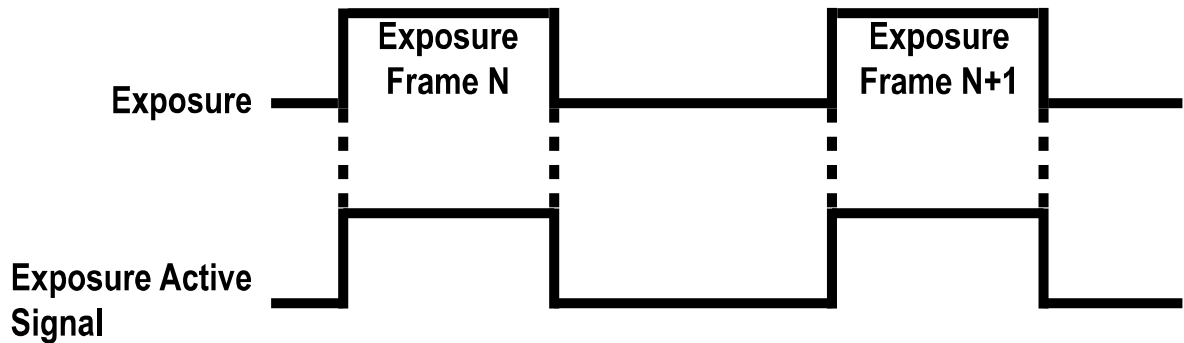 Exposure
Frame N
Exposure
Frame N+1
Exposure
Exposure Active
Signal